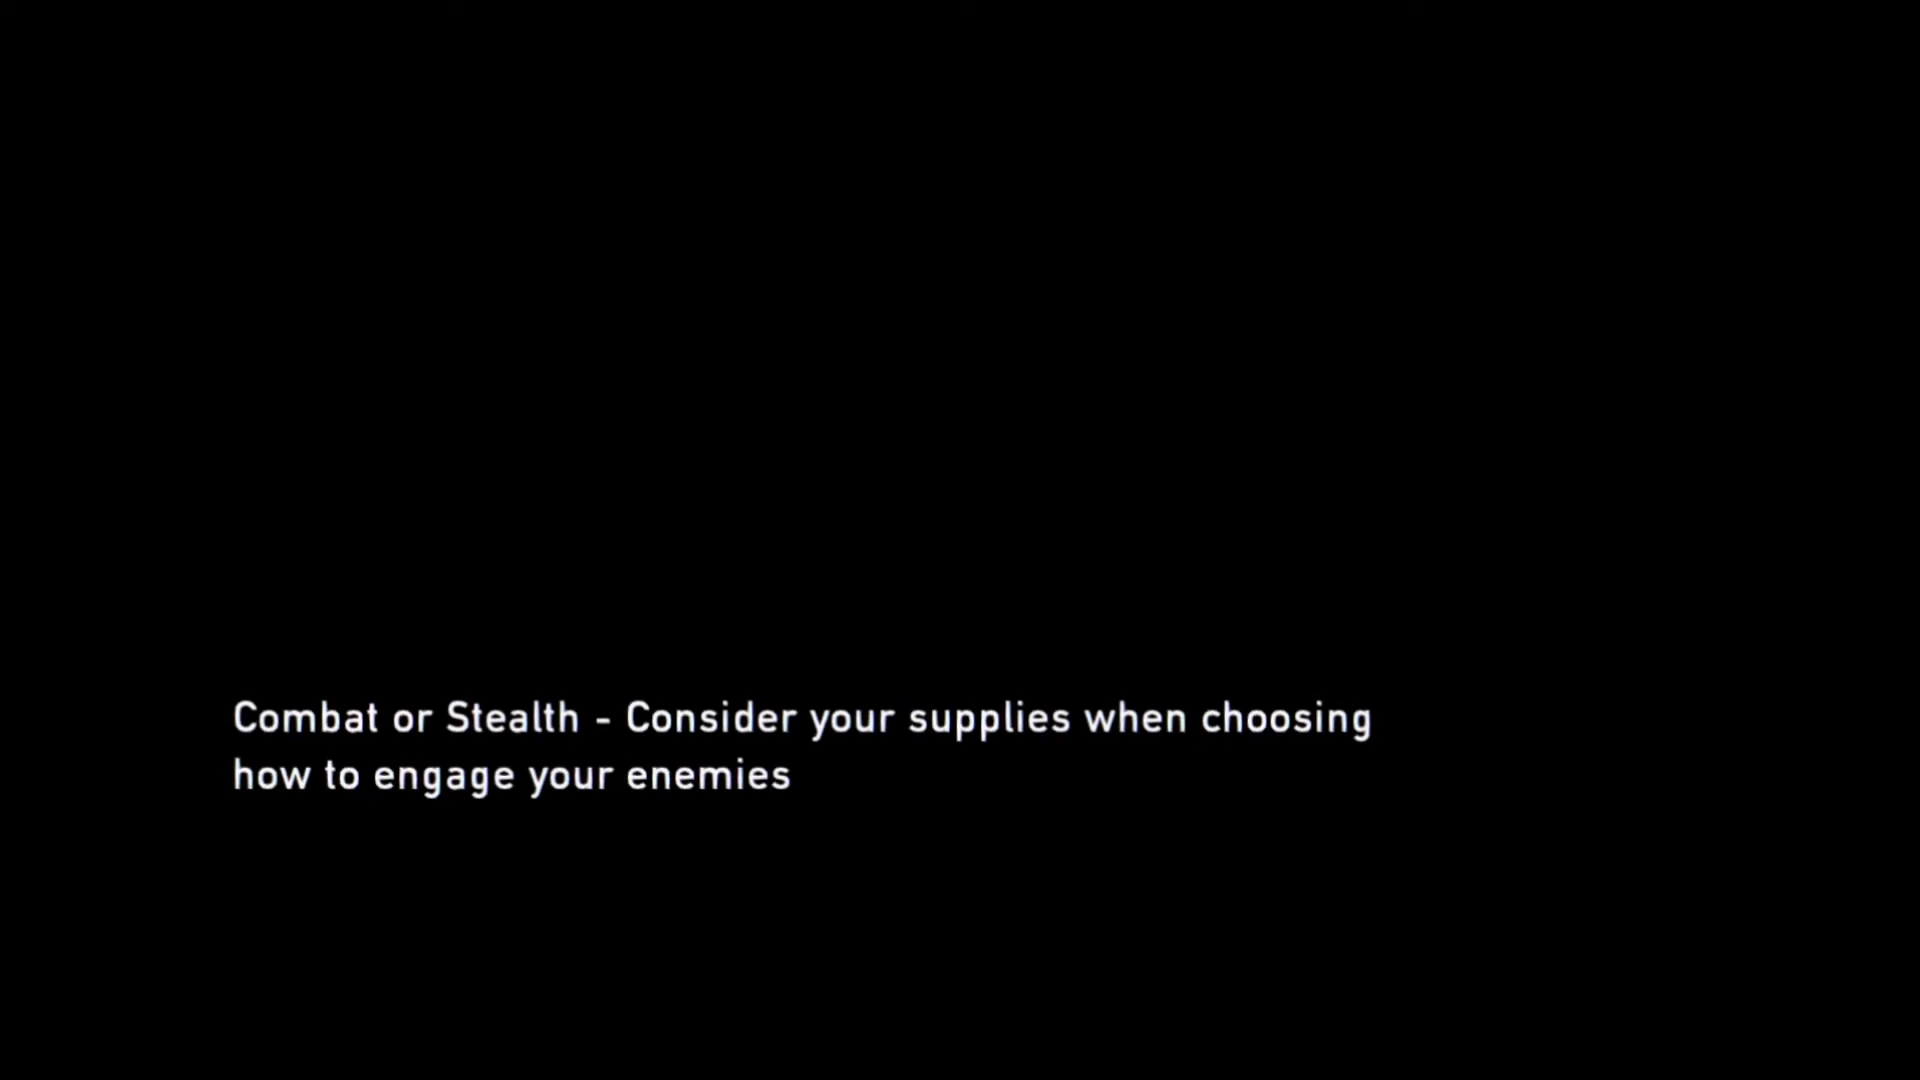 Combat or Stealth - Consider your supplies when choosing
how to engage your enemies